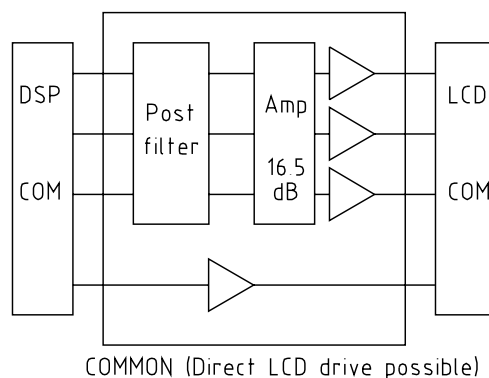 DSP
COM
Post
filter
Amp
16.5
dB
LCD
COM
COMMON (Direct LCD drive possible)